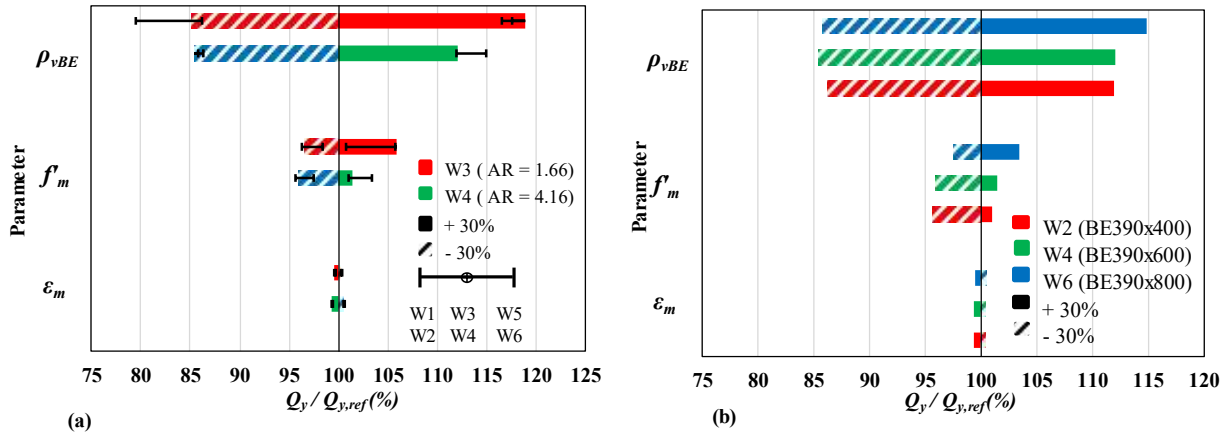 ρvBE
f'm
εm
Parameter
W3 ( AR = 1.66)
W4 ( AR = 4.16)
+ 30%
- 30%
W1 W3 W5
W2 W4 W6
75 80 85 90 95 100 105 110 115 120 125
Qy / Qy,ref (%)
(a)
ρvBE
f'm
εm
Parameter
W2 (BE390x400)
W4 (BE390x600)
W6 (BE390x800)
+ 30%
- 30%
75 80 85 90 95 100 105 110 115 120 125
Qy / Qy,ref (%)
(b)